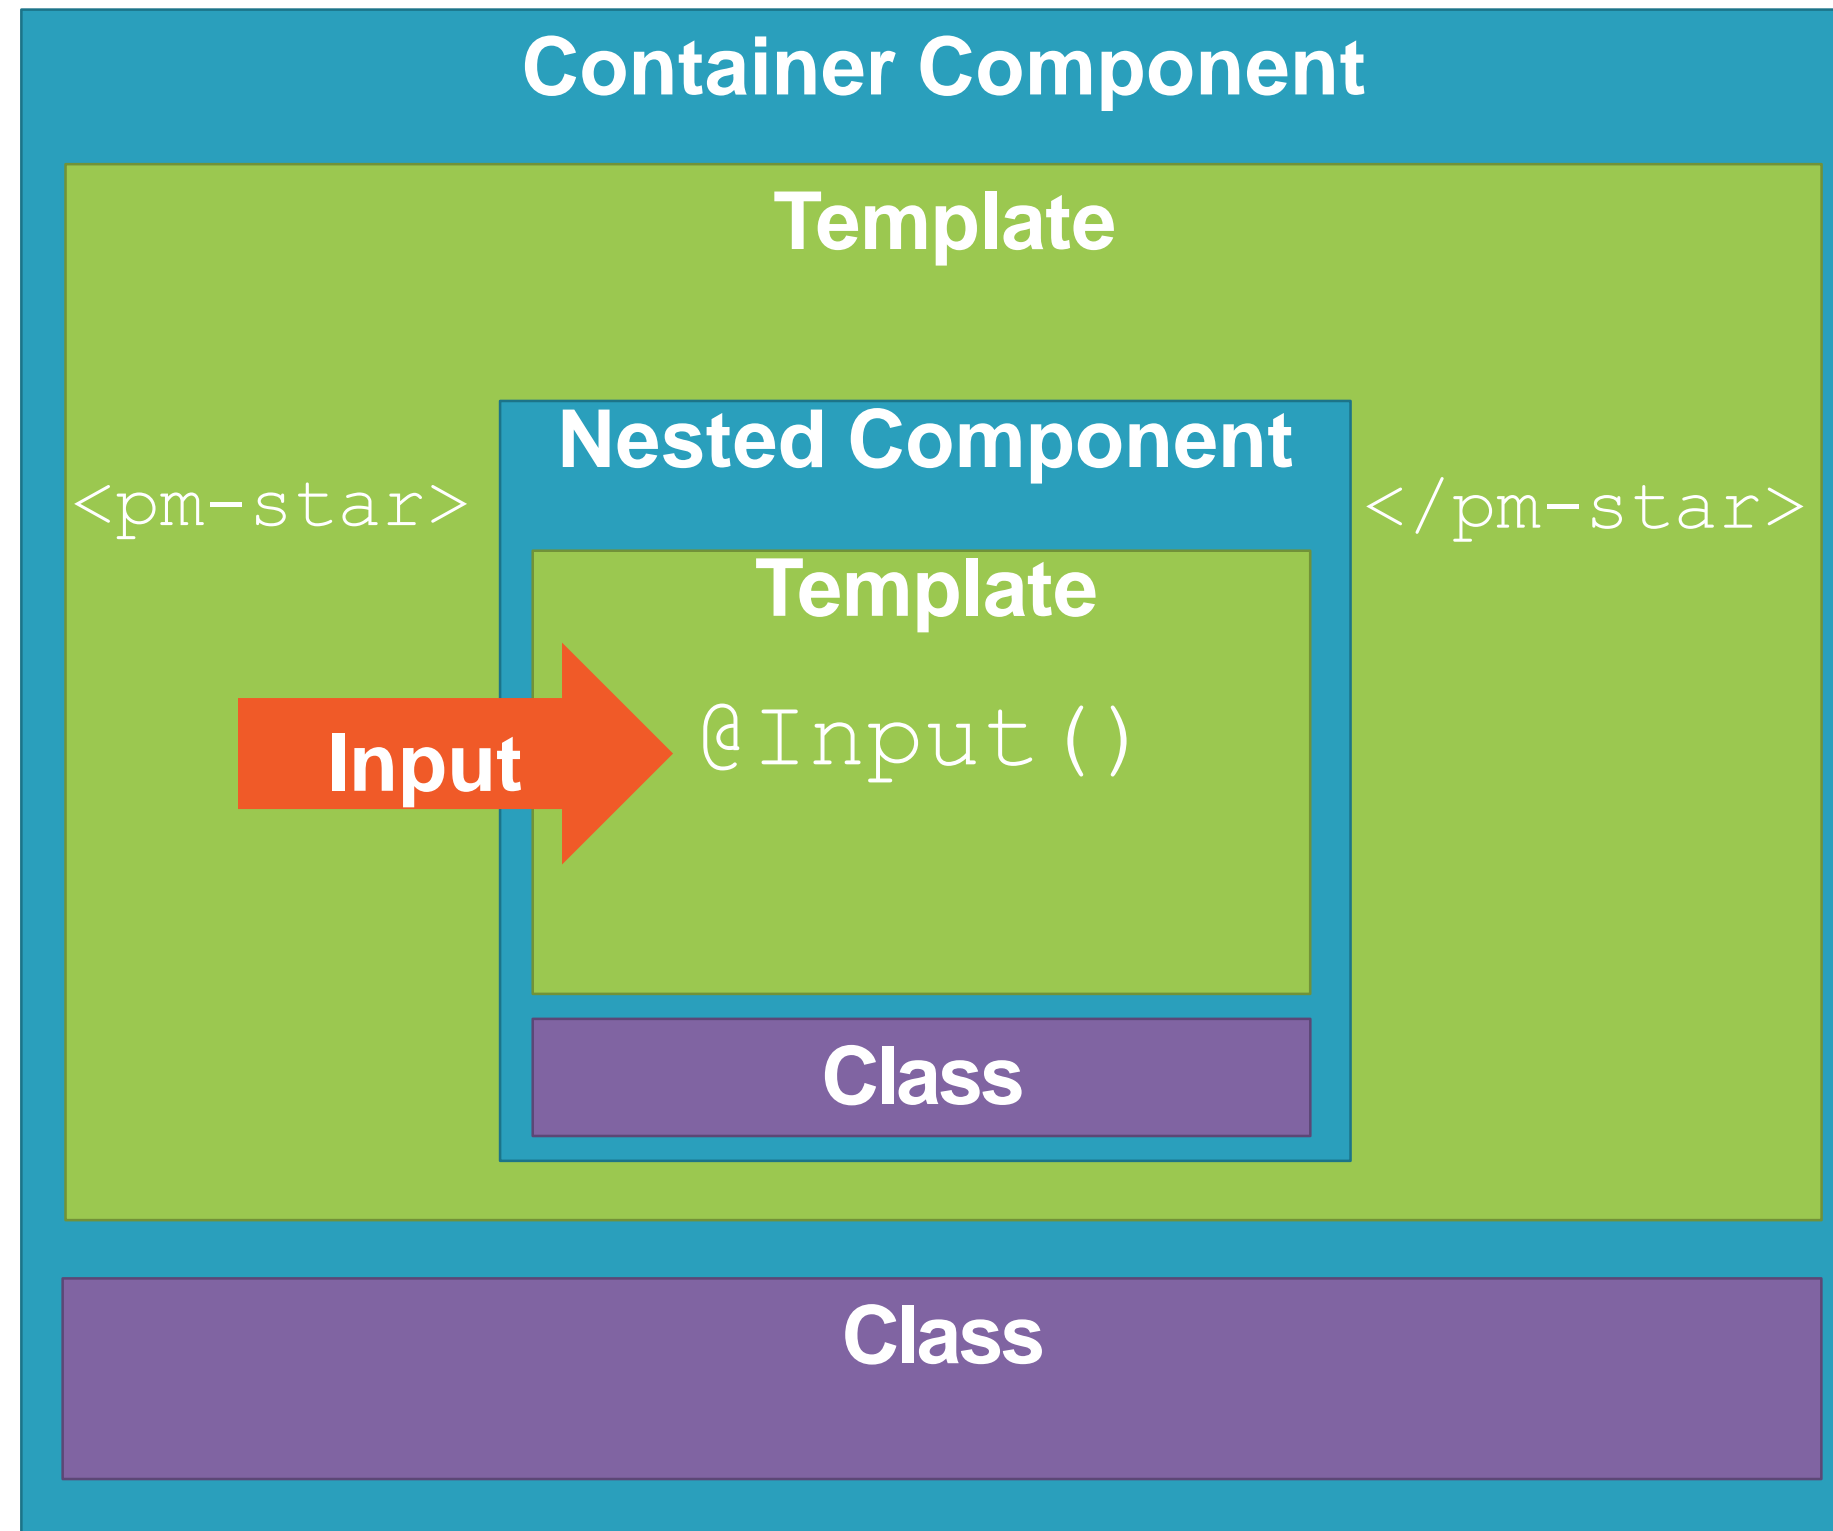 Container Component
Template
Nested Component
<pm-star>
</pm-star>
Template
@Input()
Input
Class
Class